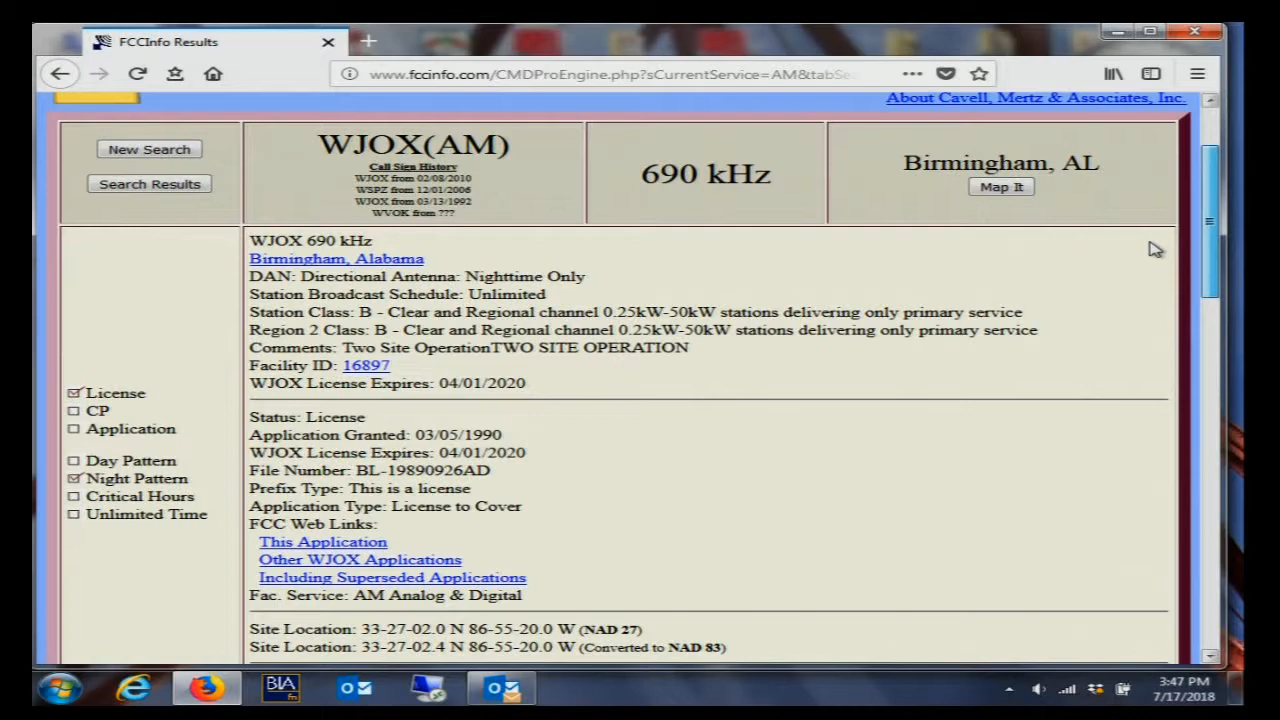 FCCInfo Results
www.fccinfo.com/CMDProEngine.php?sCurrentService=AM&tabSe
About Cavell, Mertz & Associates, Inc.
New Search
Search Results
WJOX(AM)
Call Sign History
WJOX from 02/08/2010
WSPZ from 12/01/2006
WJOX from 03/13/1992
WVOK from ???
690 kHz
Birmingham, AL
Map It
WJOX 690 kHz
Birmingham, Alabama
DAN: Directional Antenna: Nighttime Only
Station Broadcast Schedule: Unlimited
Station Class: B - Clear and Regional channel 0.25kW-50kW stations delivering only primary service
Region 2 Class: B - Clear and Regional channel 0.25kW-50kW stations delivering only primary service
Comments: Two Site OperationTWO SITE OPERATION
Facility ID: 16897
WJOX License Expires: 04/01/2020
License
CP
Application
Day Pattern
Night Pattern
Critical Hours
Unlimited Time
Status: License
Application Granted: 03/05/1990
WJOX License Expires: 04/01/2020
File Number: BL-19890926AD
Prefix Type: This is a license
Application Type: License to Cover
FCC Web Links:
This Application
Other WJOX Applications
Including Superseded Applications
Fac. Service: AM Analog & Digital
Site Location: 33-27-02.0 N 86-55-20.0 W (NAD 27)
Site Location: 33-27-02.4 N 86-55-20.0 W (Converted to NAD 83)
BIA
fn
3:47 PM
7/17/2018